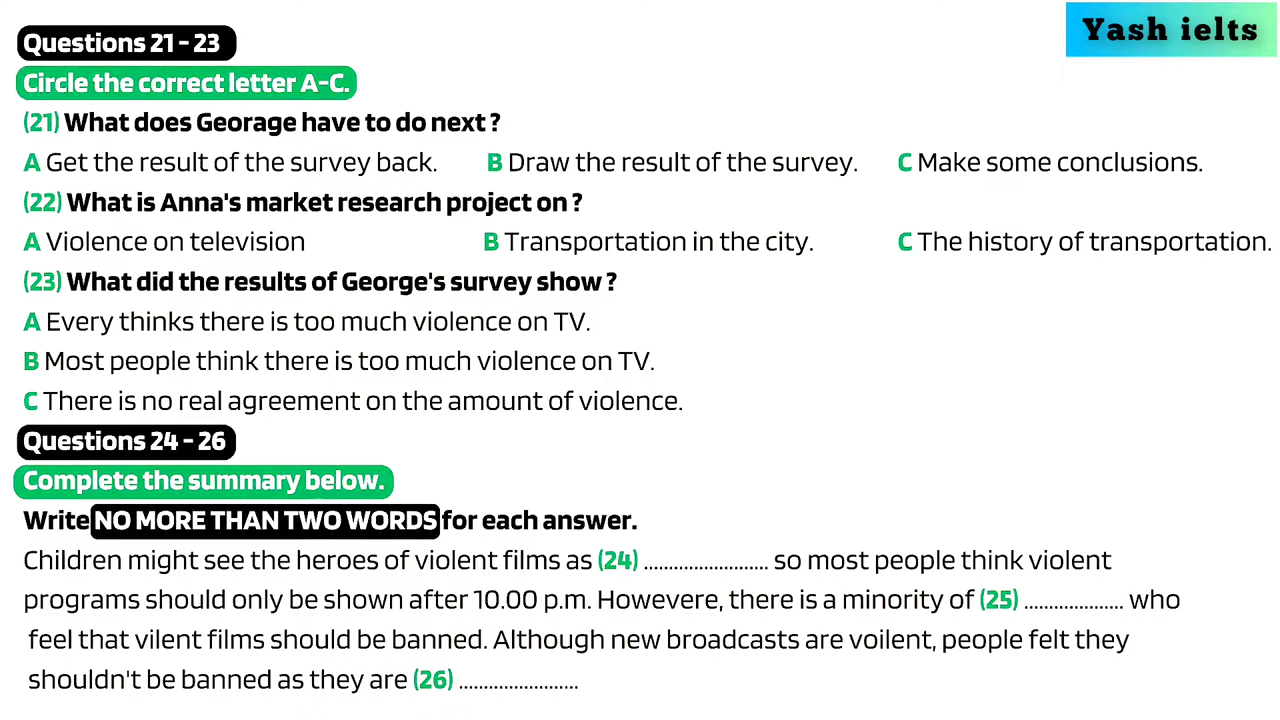 Yash ielts
Questions 21 - 23
Circle the correct letter A-C.
(21) What does Georage have to do next ?
A Get the result of the survey back. B Draw the result of the survey. C Make some conclusions.
(22) What is Anna's market research project on ?
A Violence on television B Transportation in the city. C The history of transportation.
(23) What did the results of George's survey show ?
A Every thinks there is too much violence on TV.
B Most people think there is too much violence on TV.
C There is no real agreement on the amount of violence.
Questions 24 - 26
Complete the summary below.
Write NO MORE THAN TWO WORDS for each answer.
Children might see the heroes of violent films as (24) ......................... so most people think violent
programs should only be shown after 10.00 p.m. Howevere, there is a minority of (25) .................... who
feel that vilent films should be banned. Although new broadcasts are voilent, people felt they
shouldn't be banned as they are (26) ........................